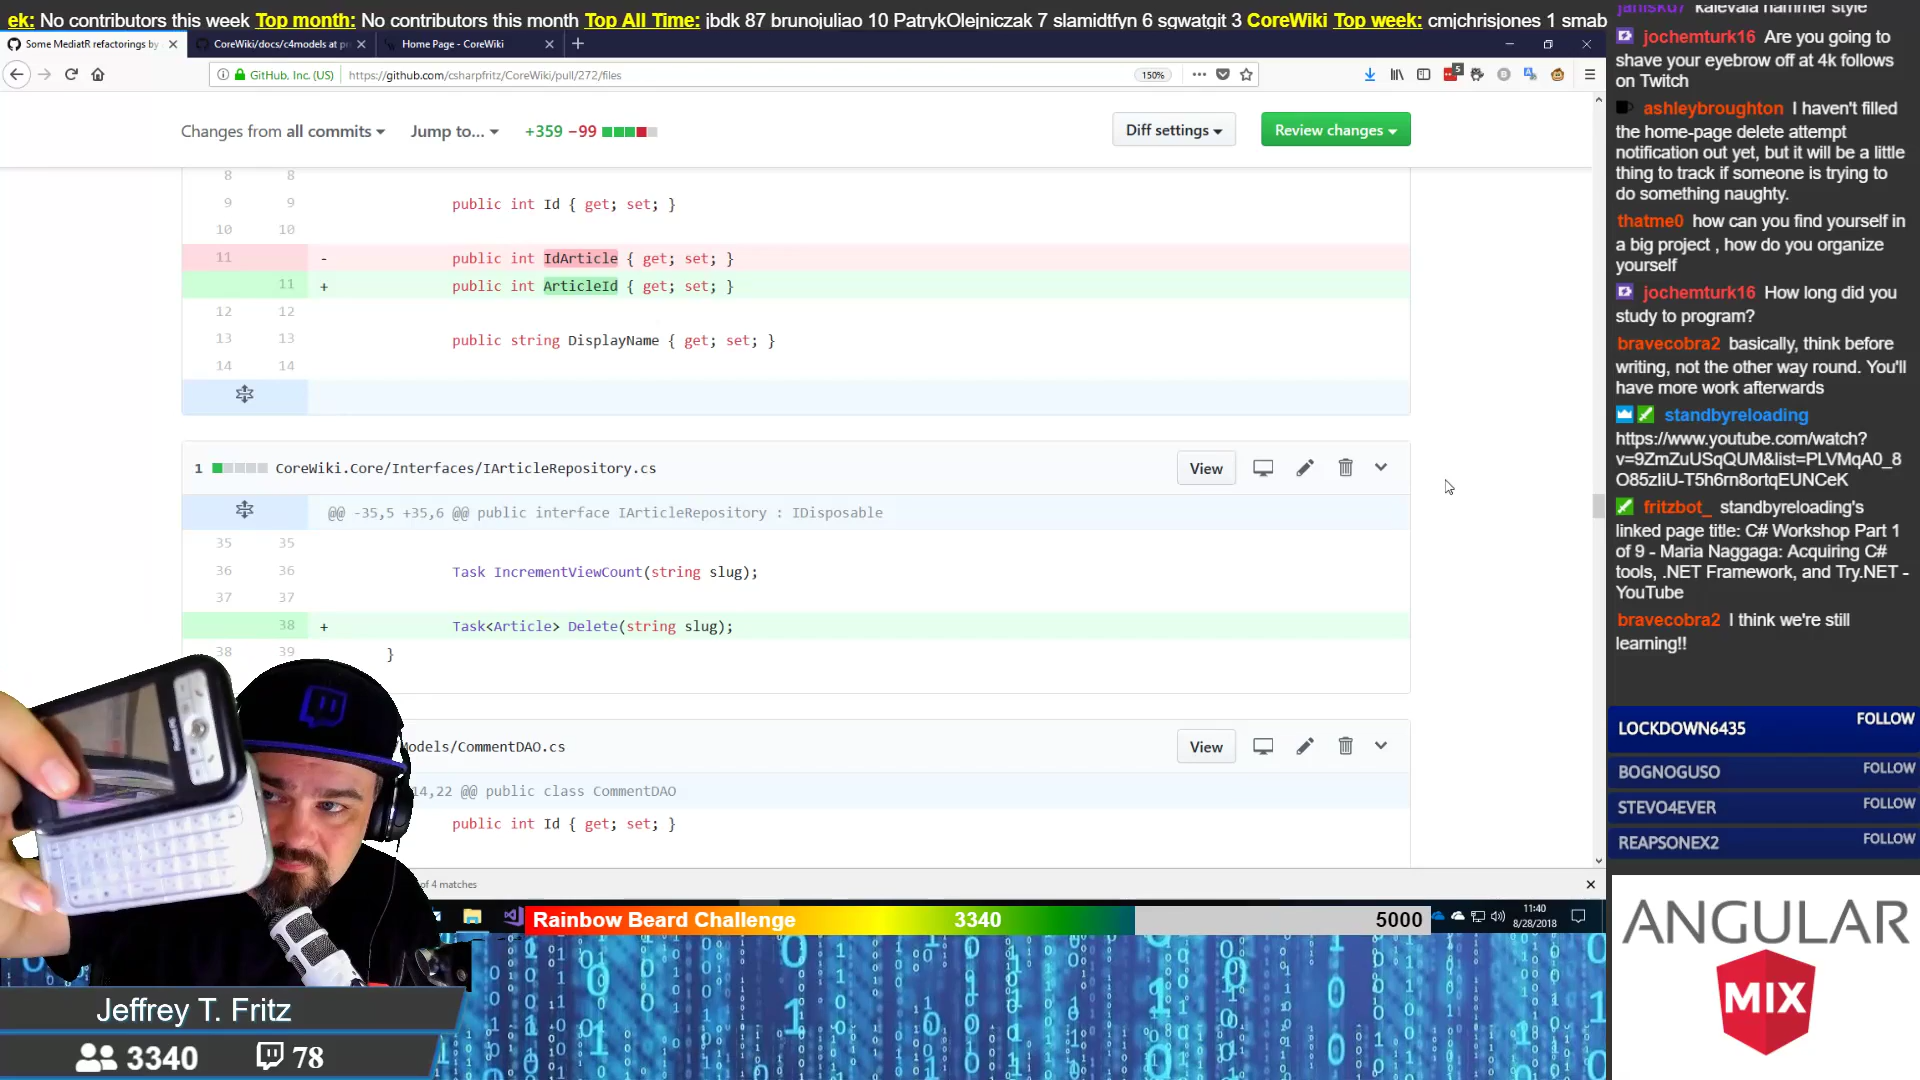 ek: No contributors this week Top month: No contributors this month Top All Time: jbdk 87 brunojuliao 10 PatrykOlejniczak 7 slamidtfyn 6 sqwatgit 3 CoreWiki Top week: cmjchrisjones 1 smab
Some MediatR refactorings by
CoreWiki/docs/c4models at pr
Home Page - CoreWiki
GitHub, Inc. (US)
https://github.com/csharpfritz/CoreWiki/pull/272/files
150%
5
Changes from all commits
Jump to...
+359 −99
Diff settings
Review changes
8 8
9 9 public int Id { get; set; }
10 10
11 - public int IdArticle { get; set; }
11 + public int ArticleId { get; set; }
12 12
13 13 public string DisplayName { get; set; }
14 14
1 CoreWiki.Core/Interfaces/IArticleRepository.cs
View
@@ -35,5 +35,6 @@ public interface IArticleRepository : IDisposable
35 35
36 36 Task IncrementViewCount(string slug);
37 37
38 + Task<Article> Delete(string slug);
38 39 }
Models/CommentDAO.cs
View
14,22 @@ public class CommentDAO
public int Id { get; set; }
of 4 matches
Rainbow Beard Challenge
3340
5000
11:40
8/28/2018
Jeffrey T. Fritz
3340
78
janisku7 kalevala hammer style
jochemturk16 Are you going to
shave your eyebrow off at 4k follows
on Twitch
ashleybroughton I haven't filled
the home-page delete attempt
notification out yet, but it will be a little
thing to track if someone is trying to
do something naughty.
thatme0 how can you find yourself in
a big project , how do you organize
yourself
jochemturk16 How long did you
study to program?
bravecobra2 basically, think before
writing, not the other way round. You'll
have more work afterwards
standbyreloading
https://www.youtube.com/watch?
v=9ZmZuUSqQUM&list=PLVMqA0_8
O85zIiU-T5h6rn8ortqEUNCeK
fritzbot_ standbyreloading's
linked page title: C# Workshop Part 1
of 9 - Maria Naggaga: Acquiring C#
tools, .NET Framework, and Try.NET -
YouTube
bravecobra2 I think we're still
learning!!
LOCKDOWN6435 FOLLOW
BOGNOGUSO FOLLOW
STEVO4EVER FOLLOW
REAPSONEX2 FOLLOW
ANGULAR
MIX